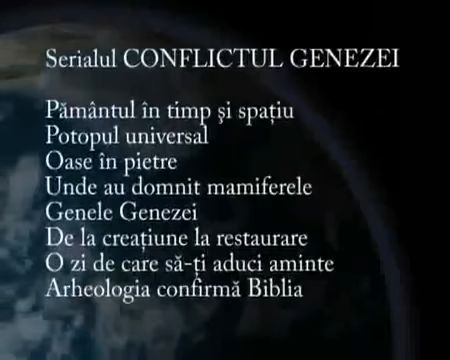 Serialul CONFLICTUL GENEZEI
Pământul în timp și spațiu
Potopul universal
Oase în pietre
Unde au domnit mamiferele
Genele Genezei
De la creațiune la restaurare
O zi de care să-ți aduci aminte
Arheologia confirmă Biblia